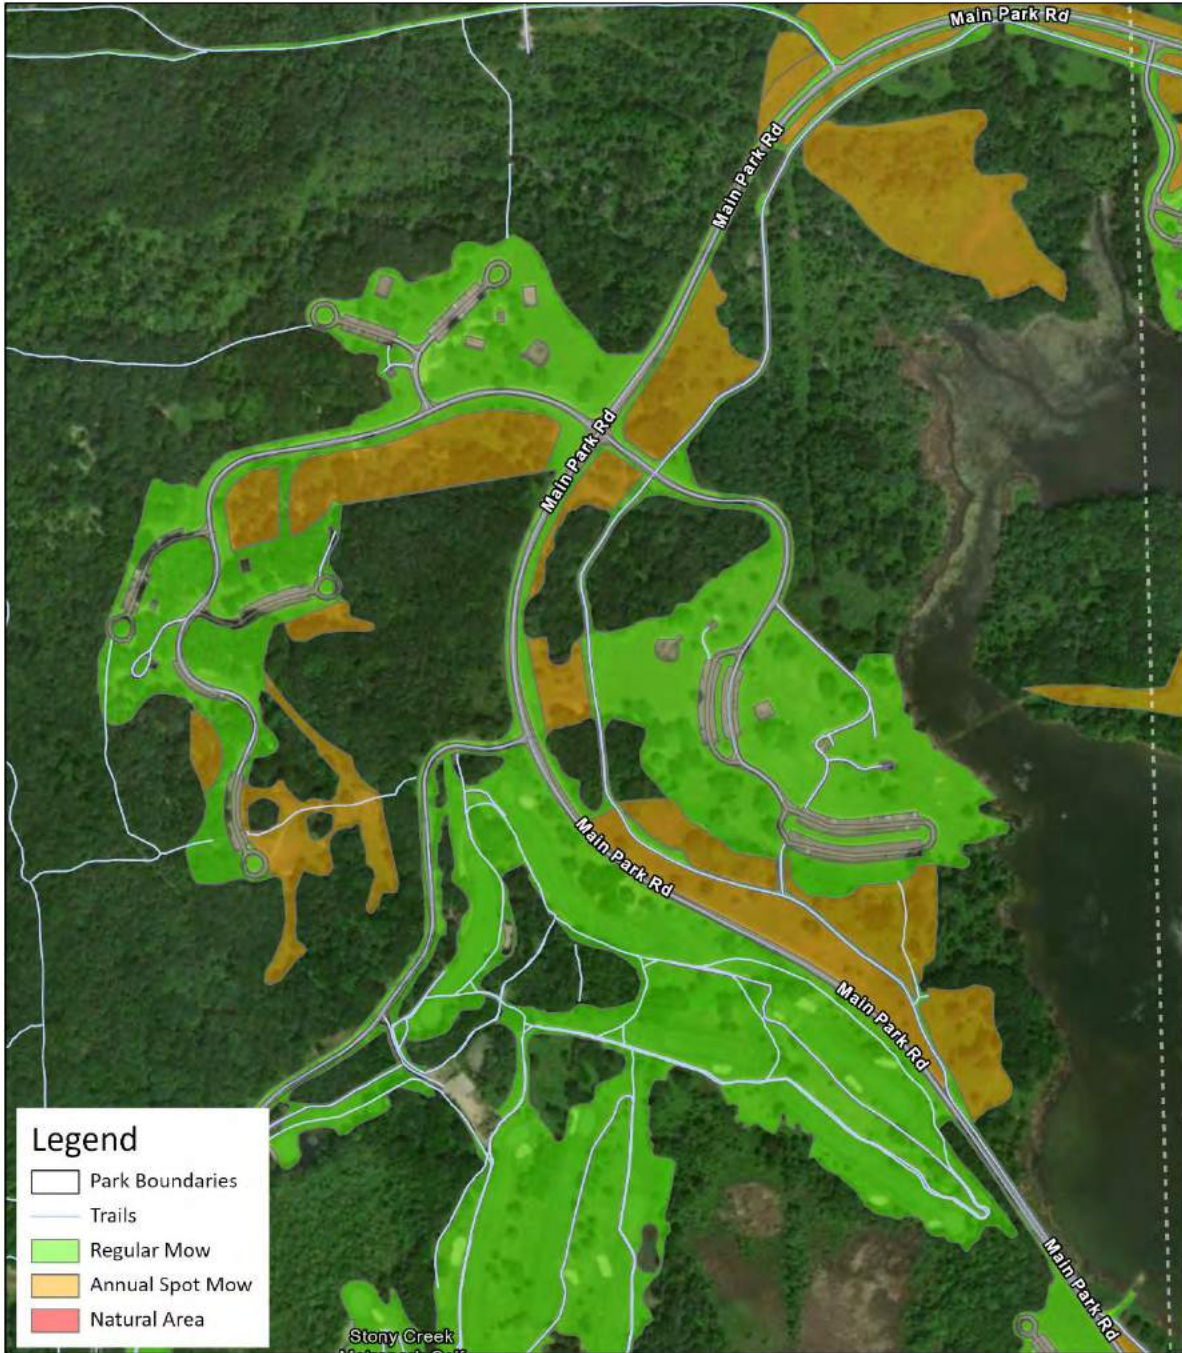 Main Park Rd
Main Park Rd
Main Park Rd
Main Park Rd
Main Park Rd
Main Park Rd
Legend
Park Boundaries
Trails
Regular Mow
Annual Spot Mow
Natural Area
Stony Creek